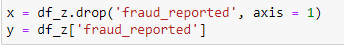 x = df_z.drop('fraud_reported', axis = 1)
y = df_z['fraud_reported']